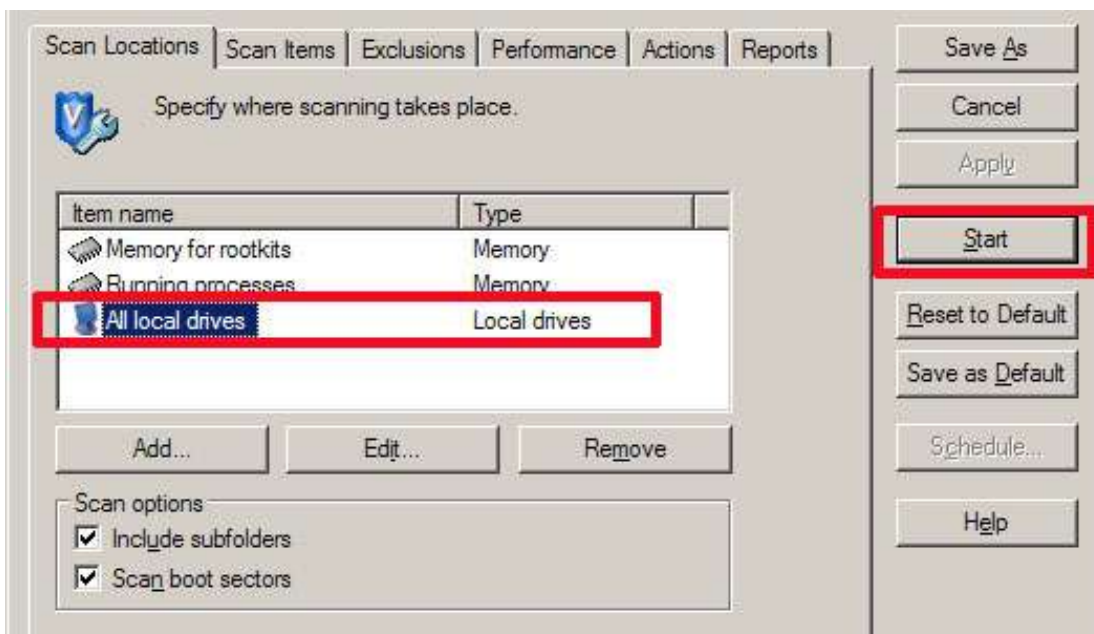 Scan Locations Scan Items Exclusions Performance Actions Reports
Specify where scanning takes place.
Item name Type
Memory for rootkits Memory
Running processes Memory
All local drives Local drives
Add... Edit... Remove
Scan options
Include subfolders
Scan boot sectors
Save As
Cancel
Apply
Start
Reset to Default
Save as Default
Schedule...
Help